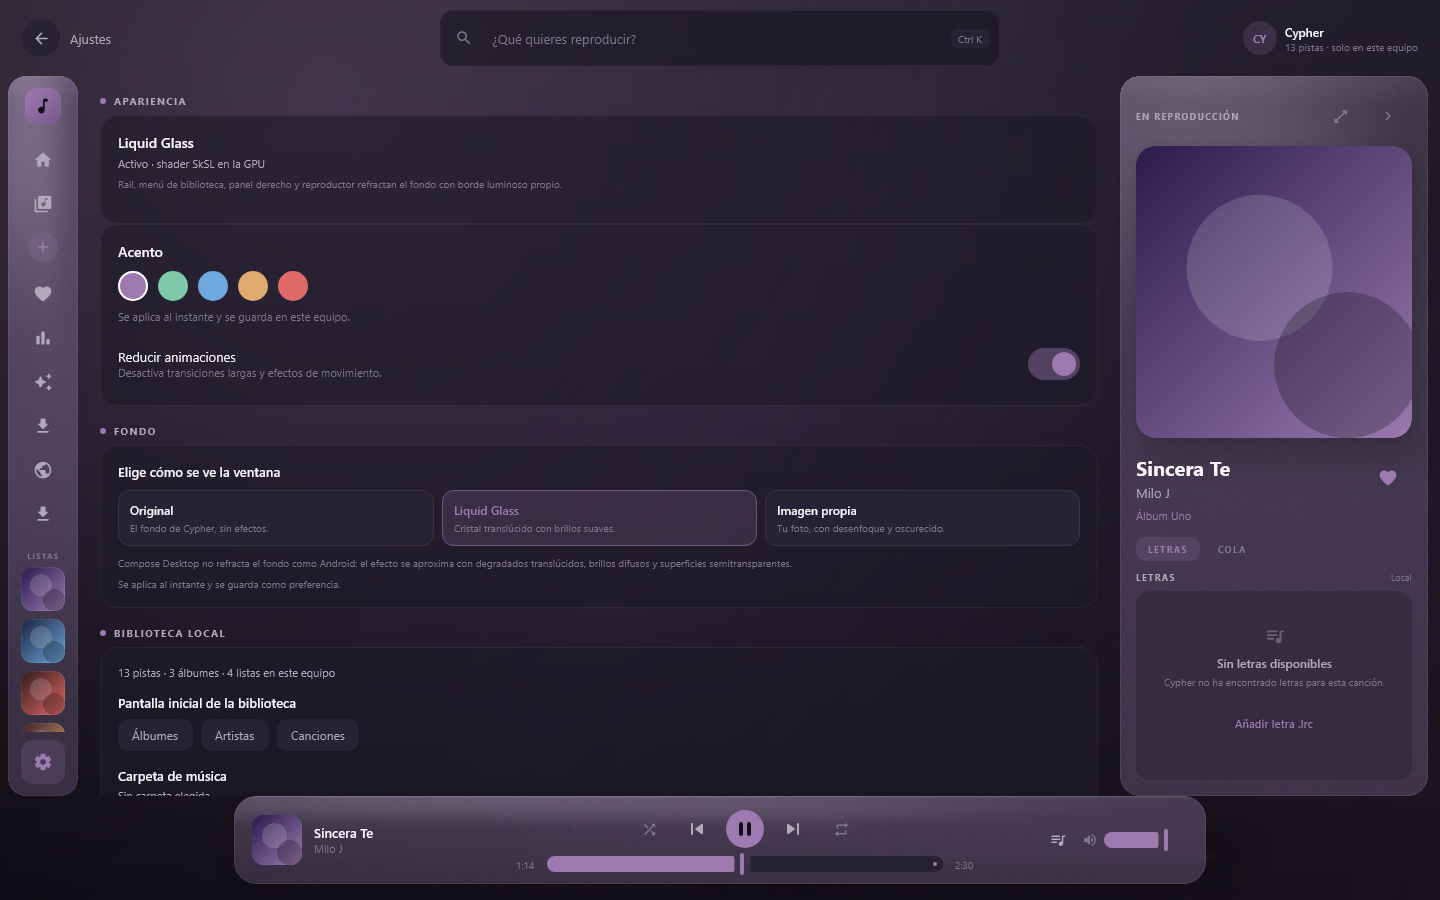 Ajustes
¿Qué quieres reproducir?
Ctrl K
CY
Cypher
13 pistas · solo en este equipo
LISTAS
APARIENCIA
Liquid Glass
Activo · shader SkSL en la GPU
Rail, menú de biblioteca, panel derecho y reproductor refractan el fondo con borde luminoso propio.
Acento
Se aplica al instante y se guarda en este equipo.
Reducir animaciones
Desactiva transiciones largas y efectos de movimiento.
FONDO
Elige cómo se ve la ventana
Original
El fondo de Cypher, sin efectos.
Liquid Glass
Cristal translúcido con brillos suaves.
Imagen propia
Tu foto, con desenfoque y oscurecido.
Compose Desktop no refracta el fondo como Android: el efecto se aproxima con degradados translúcidos, brillos difusos y superficies semitransparentes.
Se aplica al instante y se guarda como preferencia.
BIBLIOTECA LOCAL
13 pistas · 3 álbumes · 4 listas en este equipo
Pantalla inicial de la biblioteca
Álbumes
Artistas
Canciones
Carpeta de música
Sin carpeta elegida
EN REPRODUCCIÓN
Sincera Te
Milo J
Álbum Uno
LETRAS
COLA
LETRAS
Local
Sin letras disponibles
Cypher no ha encontrado letras para esta canción.
Añadir letra .lrc
Sincera Te
Milo J
1:14
2:30